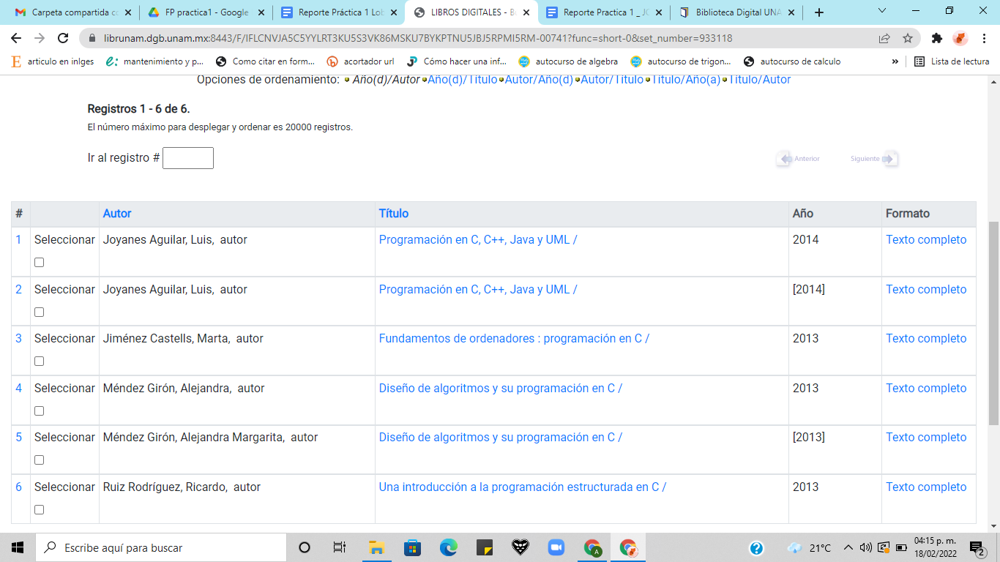 Carpeta compartida co
FP practica1 - Google
Reporte Práctica 1 Lob
LIBROS DIGITALES - B
Reporte Practica 1 _ JO
Biblioteca Digital UNA
librunam.dgb.unam.mx:8443/F/IFLCNVJA5C5YYLRT3KU5S3VK86MSKU7BYKPTNU5JBJ5RPMI5RM-00741?func=short-0&set_number=933118
articulo en inlges
mantenimiento y p...
Como citar en form...
acortador url
Cómo hacer una inf...
autocurso de algebra
autocurso de trigon...
autocurso de calculo
»
Lista de lectura
Opciones de ordenamiento: Año(d)/Autor Año(d)/Título Autor/Año(d) Autor/Título Título/Año(a) Título/Autor
Registros 1 - 6 de 6.
El número máximo para desplegar y ordenar es 20000 registros.
Ir al registro #
Anterior Siguiente
# Autor Título Año Formato
1 Seleccionar Joyanes Aguilar, Luis, autor Programación en C, C++, Java y UML / 2014 Texto completo
2 Seleccionar Joyanes Aguilar, Luis, autor Programación en C, C++, Java y UML / [2014] Texto completo
3 Seleccionar Jiménez Castells, Marta, autor Fundamentos de ordenadores : programación en C / 2013 Texto completo
4 Seleccionar Méndez Girón, Alejandra, autor Diseño de algoritmos y su programación en C / 2013 Texto completo
5 Seleccionar Méndez Girón, Alejandra Margarita, autor Diseño de algoritmos y su programación en C / [2013] Texto completo
6 Seleccionar Ruiz Rodríguez, Ricardo, autor Una introducción a la programación estructurada en C / 2013 Texto completo
Escribe aquí para buscar
21°C
04:15 p. m.
18/02/2022
2